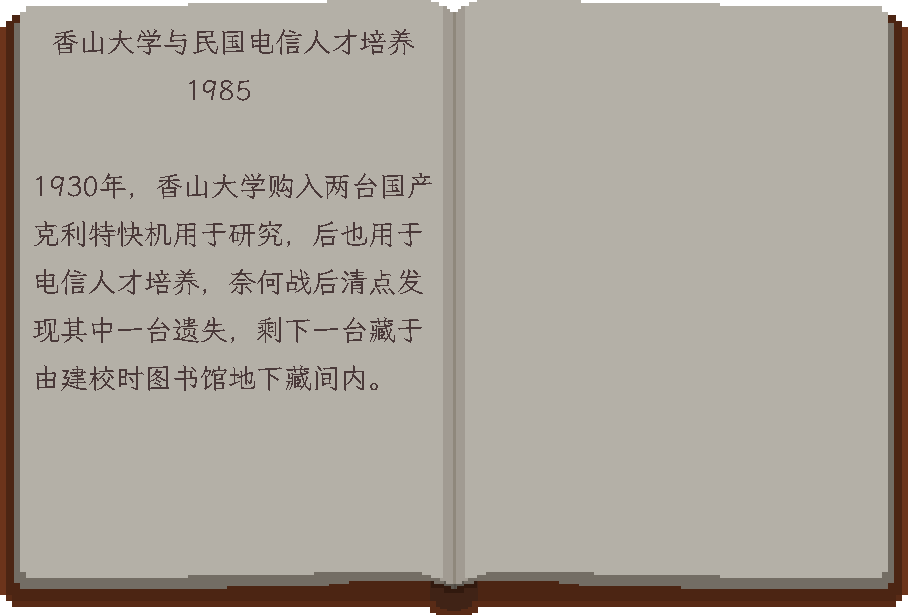 香山大学与民国电信人才培养
1985
1930年，香山大学购入两台国产
克利特快机用于研究，后也用于
电信人才培养，奈何战后清点发
现其中一台遗失，剩下一台藏于
由建校时图书馆地下藏间内。